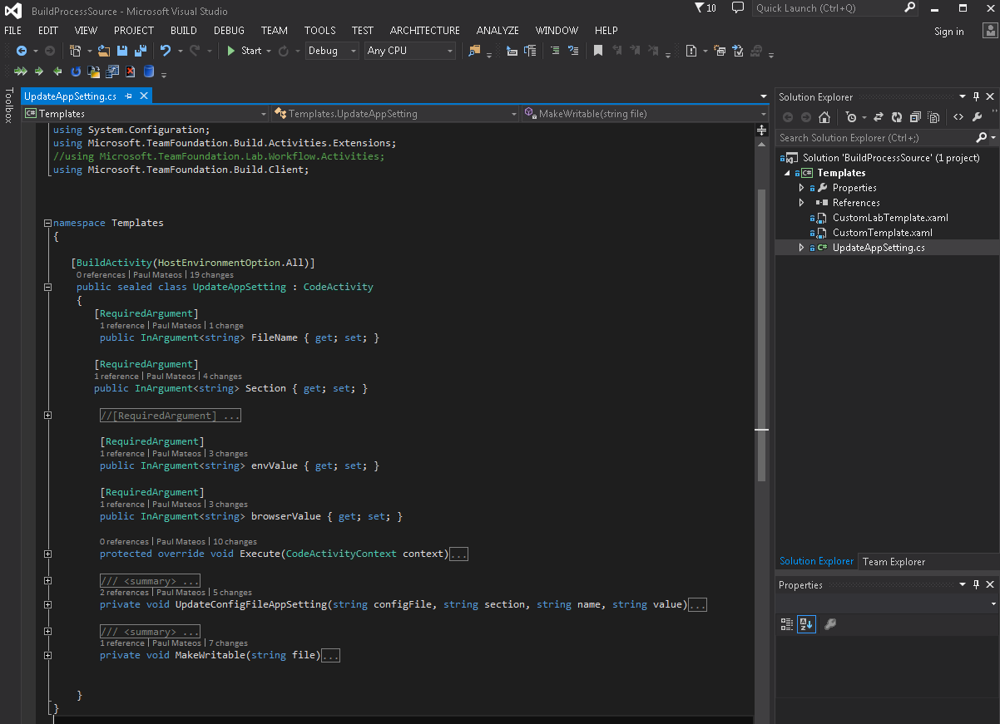 BuildProcessSource - Microsoft Visual Studio
10
Quick Launch (Ctrl+Q)
FILE EDIT VIEW PROJECT BUILD DEBUG TEAM TOOLS TEST ARCHITECTURE ANALYZE WINDOW HELP
Sign in
Start Debug Any CPU
Toolbox
UpdateAppSetting.cs
C# Templates Templates.UpdateAppSetting MakeWritable(string file)
using System.Configuration;
using Microsoft.TeamFoundation.Build.Activities.Extensions;
//using Microsoft.TeamFoundation.Lab.Workflow.Activities;
using Microsoft.TeamFoundation.Build.Client;
namespace Templates
{
[BuildActivity(HostEnvironmentOption.All)]
0 references | Paul Mateos | 19 changes
public sealed class UpdateAppSetting : CodeActivity
{
[RequiredArgument]
1 reference | Paul Mateos | 1 change
public InArgument<string> FileName { get; set; }
[RequiredArgument]
1 reference | Paul Mateos | 4 changes
public InArgument<string> Section { get; set; }
//[RequiredArgument] ...
[RequiredArgument]
1 reference | Paul Mateos | 3 changes
public InArgument<string> envValue { get; set; }
[RequiredArgument]
1 reference | Paul Mateos | 3 changes
public InArgument<string> browserValue { get; set; }
0 references | Paul Mateos | 10 changes
protected override void Execute(CodeActivityContext context)...
/// <summary> ...
2 references | Paul Mateos | 5 changes
private void UpdateConfigFileAppSetting(string configFile, string section, string name, string value)...
/// <summary> ...
1 reference | Paul Mateos | 7 changes
private void MakeWritable(string file)...
}
}
Solution Explorer
Search Solution Explorer (Ctrl+;)
Solution 'BuildProcessSource' (1 project)
C# Templates
Properties
References
CustomLabTemplate.xaml
CustomTemplate.xaml
C# UpdateAppSetting.cs
Solution Explorer Team Explorer
Properties